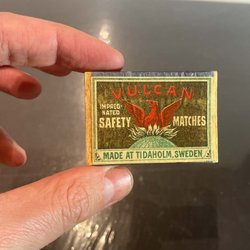 VULCAN
IMPREG-
NATED
SAFETY MATCHES
MADE AT TIDAHOLM, SWEDEN